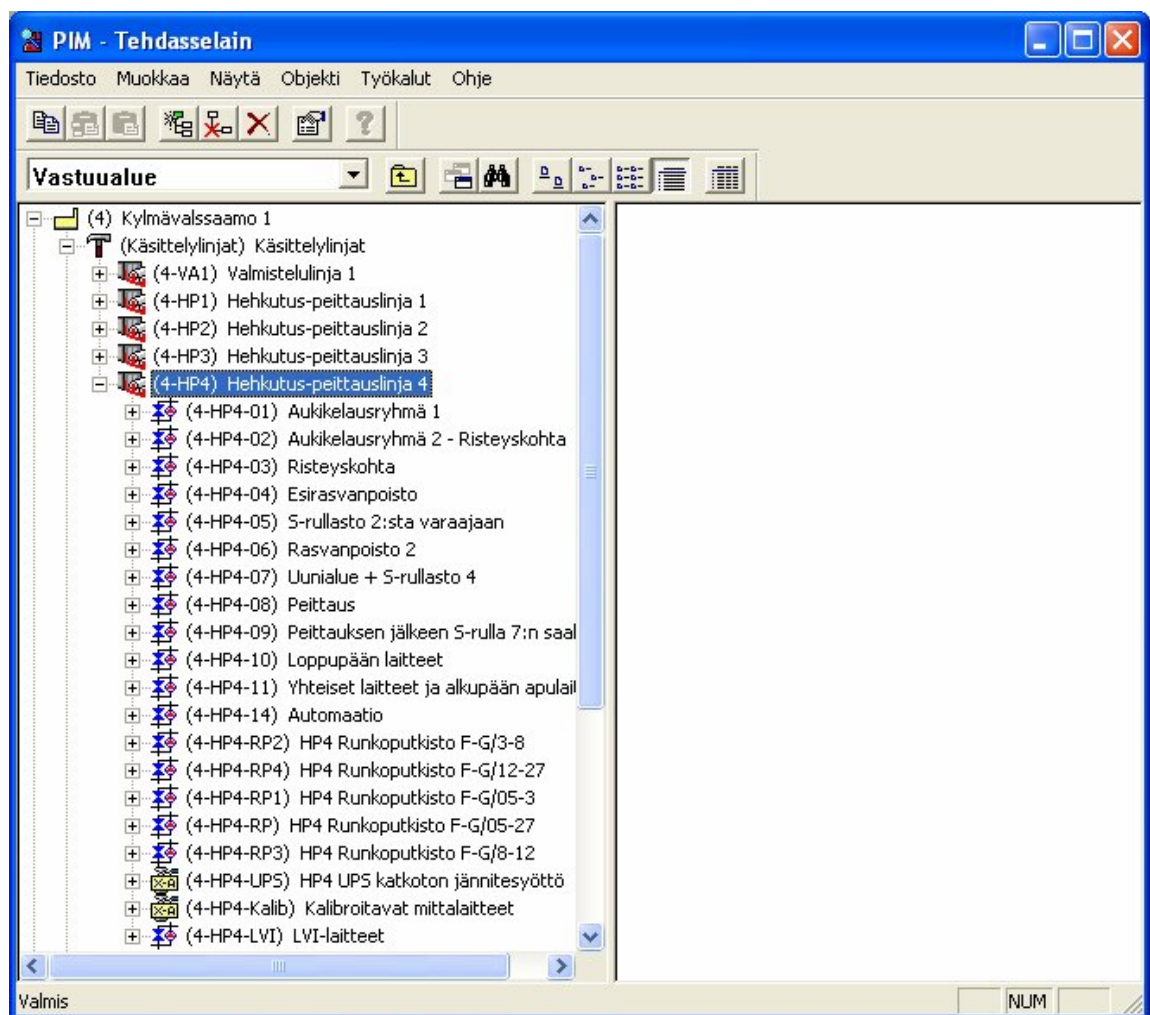 PIM - Tehdasselain
Tiedosto Muokkaa Näytä Objekti Työkalut Ohje
Vastuualue
(4) Kylmävalssaamo 1
(Käsittelylinjat) Käsittelylinjat
(4-VA1) Valmistelulinja 1
(4-HP1) Hehkutus-peittauslinja 1
(4-HP2) Hehkutus-peittauslinja 2
(4-HP3) Hehkutus-peittauslinja 3
(4-HP4) Hehkutus-peittauslinja 4
(4-HP4-01) Aukikelausryhmä 1
(4-HP4-02) Aukikelausryhmä 2 - Risteyskohta
(4-HP4-03) Risteyskohta
(4-HP4-04) Esirasvanpoisto
(4-HP4-05) S-rullasto 2:sta varaajaan
(4-HP4-06) Rasvanpoisto 2
(4-HP4-07) Uunialue + S-rullasto 4
(4-HP4-08) Peittaus
(4-HP4-09) Peittauksen jälkeen S-rulla 7:n saal
(4-HP4-10) Loppupään laitteet
(4-HP4-11) Yhteiset laitteet ja alkupään apulait
(4-HP4-14) Automaatio
(4-HP4-RP2) HP4 Runkoputkisto F-G/3-8
(4-HP4-RP4) HP4 Runkoputkisto F-G/12-27
(4-HP4-RP1) HP4 Runkoputkisto F-G/05-3
(4-HP4-RP) HP4 Runkoputkisto F-G/05-27
(4-HP4-RP3) HP4 Runkoputkisto F-G/8-12
(4-HP4-UPS) HP4 UPS katkoton jännitesyöttö
(4-HP4-Kalib) Kalibroitavat mittalaitteet
(4-HP4-LVI) LVI-laitteet
Valmis NUM